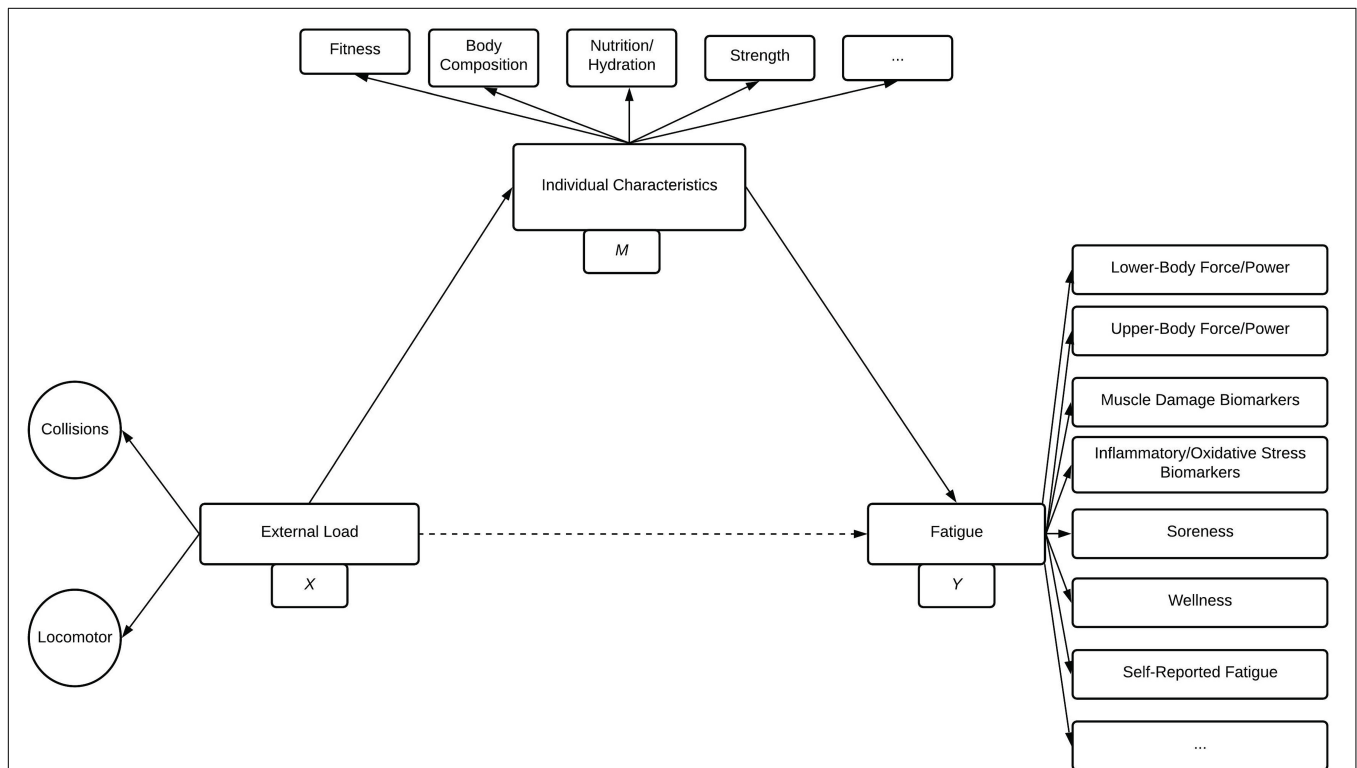 Fitness
Body
Composition
Nutrition/
Hydration
Strength
...
Individual Characteristics
M
Lower-Body Force/Power
Upper-Body Force/Power
Muscle Damage Biomarkers
Inflammatory/Oxidative Stress
Biomarkers
Soreness
Wellness
Self-Reported Fatigue
...
Collisions
Locomotor
External Load
X
Fatigue
Y